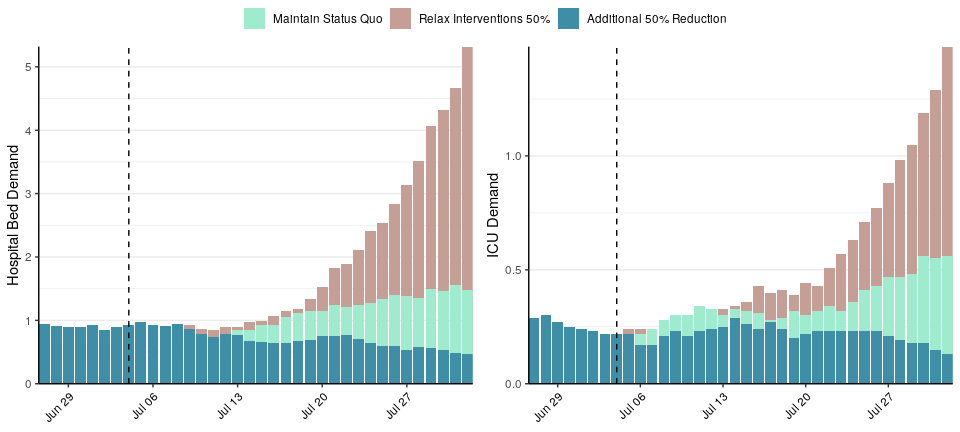 Maintain Status Quo Relax Interventions 50% Additional 50% Reduction
Hospital Bed Demand
5
4
3
2
1
0
Jun 29 Jul 06 Jul 13 Jul 20 Jul 27
ICU Demand
1.0
0.5
0.0
Jun 29 Jul 06 Jul 13 Jul 20 Jul 27